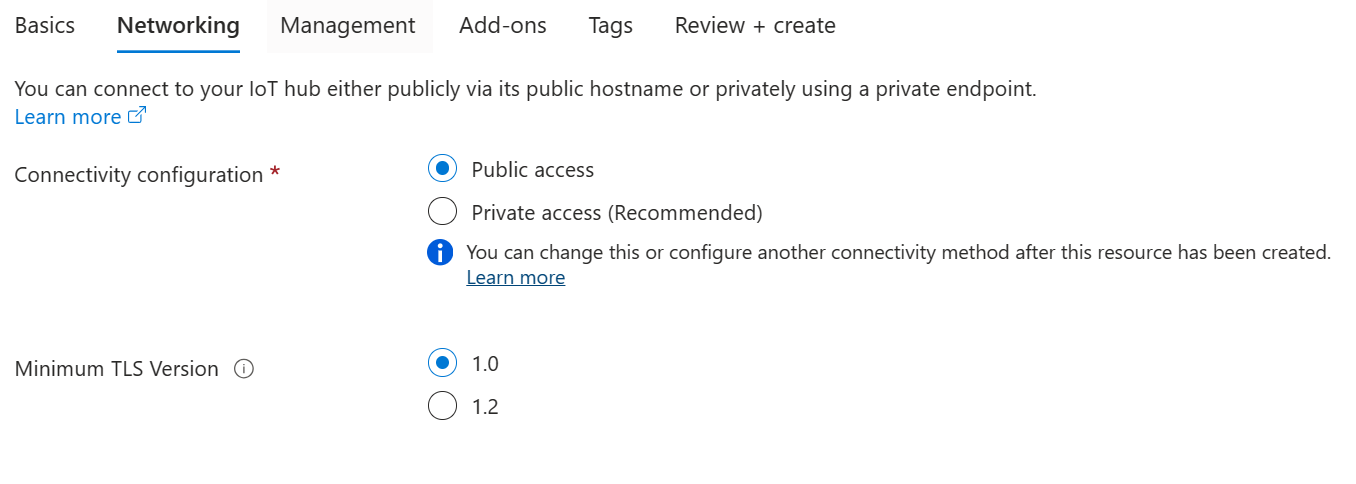 Basics Networking Management Add-ons Tags Review + create
You can connect to your IoT hub either publicly via its public hostname or privately using a private endpoint.
Learn more
Connectivity configuration *
Public access
Private access (Recommended)
You can change this or configure another connectivity method after this resource has been created.
Learn more
Minimum TLS Version
1.0
1.2